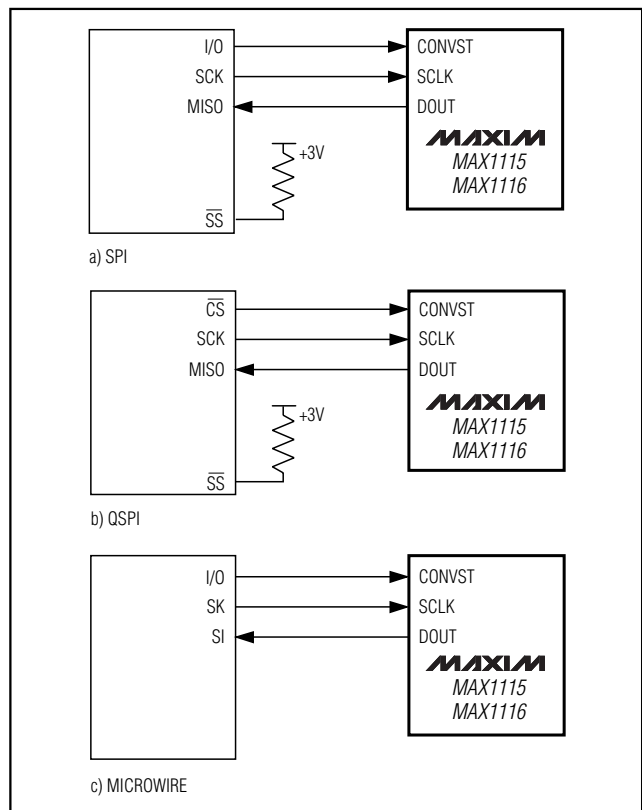 I/O
CONVST
SCK
SCLK
MISO
DOUT
+3V
MAXIM
MAX1115
MAX1116
SS
a) SPI
CS
CONVST
SCK
SCLK
MISO
DOUT
+3V
MAXIM
MAX1115
MAX1116
SS
b) QSPI
I/O
CONVST
SK
SCLK
SI
DOUT
MAXIM
MAX1115
MAX1116
c) MICROWIRE